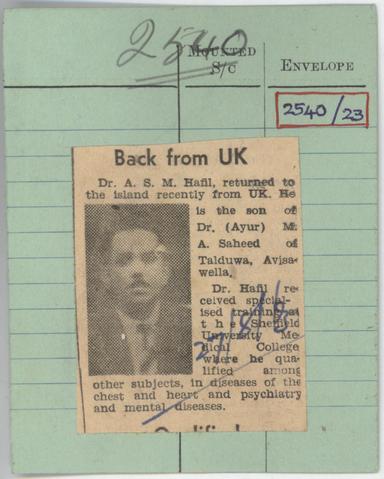 2540
MOUNTED
S/C
ENVELOPE
2540/23
Back from UK
Dr. A. S. M. Hafil, returned to
the island recently from UK. He
is the son of
Dr. (Ayur) M.
A. Saheed of
Talduwa, Avisa-
wella.
Dr. Hafil re-
ceived special-
ised training at
the Sheffield
University Me-
dical College
where he qua-
lified among
other subjects, in diseases of the
chest and heart and psychiatry
and mental diseases.